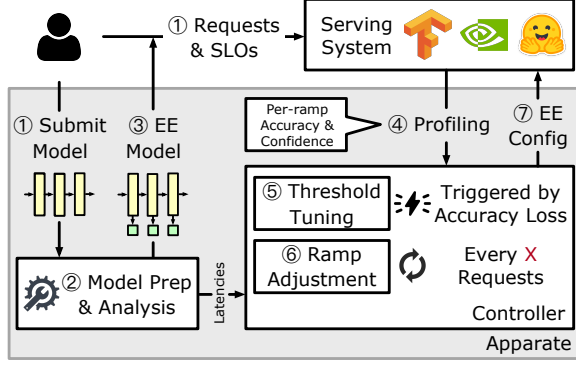 ① Requests
& SLOs
Serving
System
① Submit
Model
③ EE
Model
Per-ramp
Accuracy &
Confidence
④ Profiling
⑦ EE
Config
⑤ Threshold
Tuning
Triggered by
Accuracy Loss
② Model Prep
& Analysis
Latencies
⑥ Ramp
Adjustment
Every X
Requests
Controller
Apparate